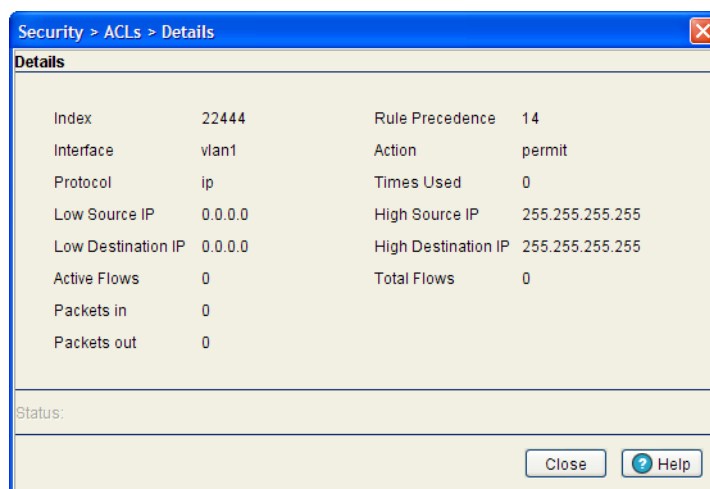 Security > ACLs > Details
Details
Index 22444 Rule Precedence 14
Interface vlan1 Action permit
Protocol ip Times Used 0
Low Source IP 0.0.0.0 High Source IP 255.255.255.255
Low Destination IP 0.0.0.0 High Destination IP 255.255.255.255
Active Flows 0 Total Flows 0
Packets in 0
Packets out 0
Status:
Close ? Help